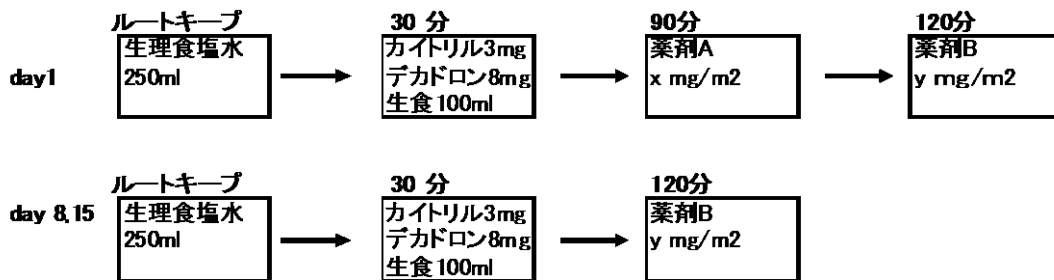 ルートキープ 30 分 90分 120分
day1 生理食塩水 カイトリル3mg 薬剤A 薬剤B
250ml デカドロン8mg x mg/m2 y mg/m2
生食100ml
ルートキープ 30 分 120分
day 8,15 生理食塩水 カイトリル3mg 薬剤B
250ml デカドロン8mg y mg/m2
生食100ml